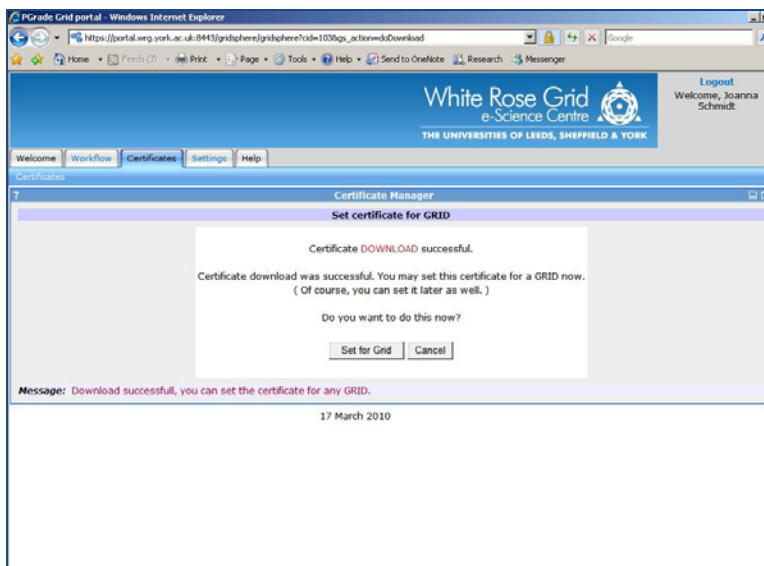 PGrade Grid portal - Windows Internet Explorer
https://portal.wrg.york.ac.uk:8443/gridsphere/gridsphere?cid=103&gs_action=doDownload
Google
Home Feeds (J) Print Page Tools Help Send to OneNote Research Messenger
White Rose Grid
e-Science Centre
THE UNIVERSITIES OF LEEDS, SHEFFIELD & YORK
Logout
Welcome, Joanna
Schmidt
Welcome Workflow Certificates Settings Help
Certificates
? Certificate Manager
Set certificate for GRID
Certificate DOWNLOAD successful.
Certificate download was successful. You may set this certificate for a GRID now.
( Of course, you can set it later as well. )
Do you want to do this now?
Set for Grid Cancel
Message: Download successfull, you can set the certificate for any GRID.
17 March 2010